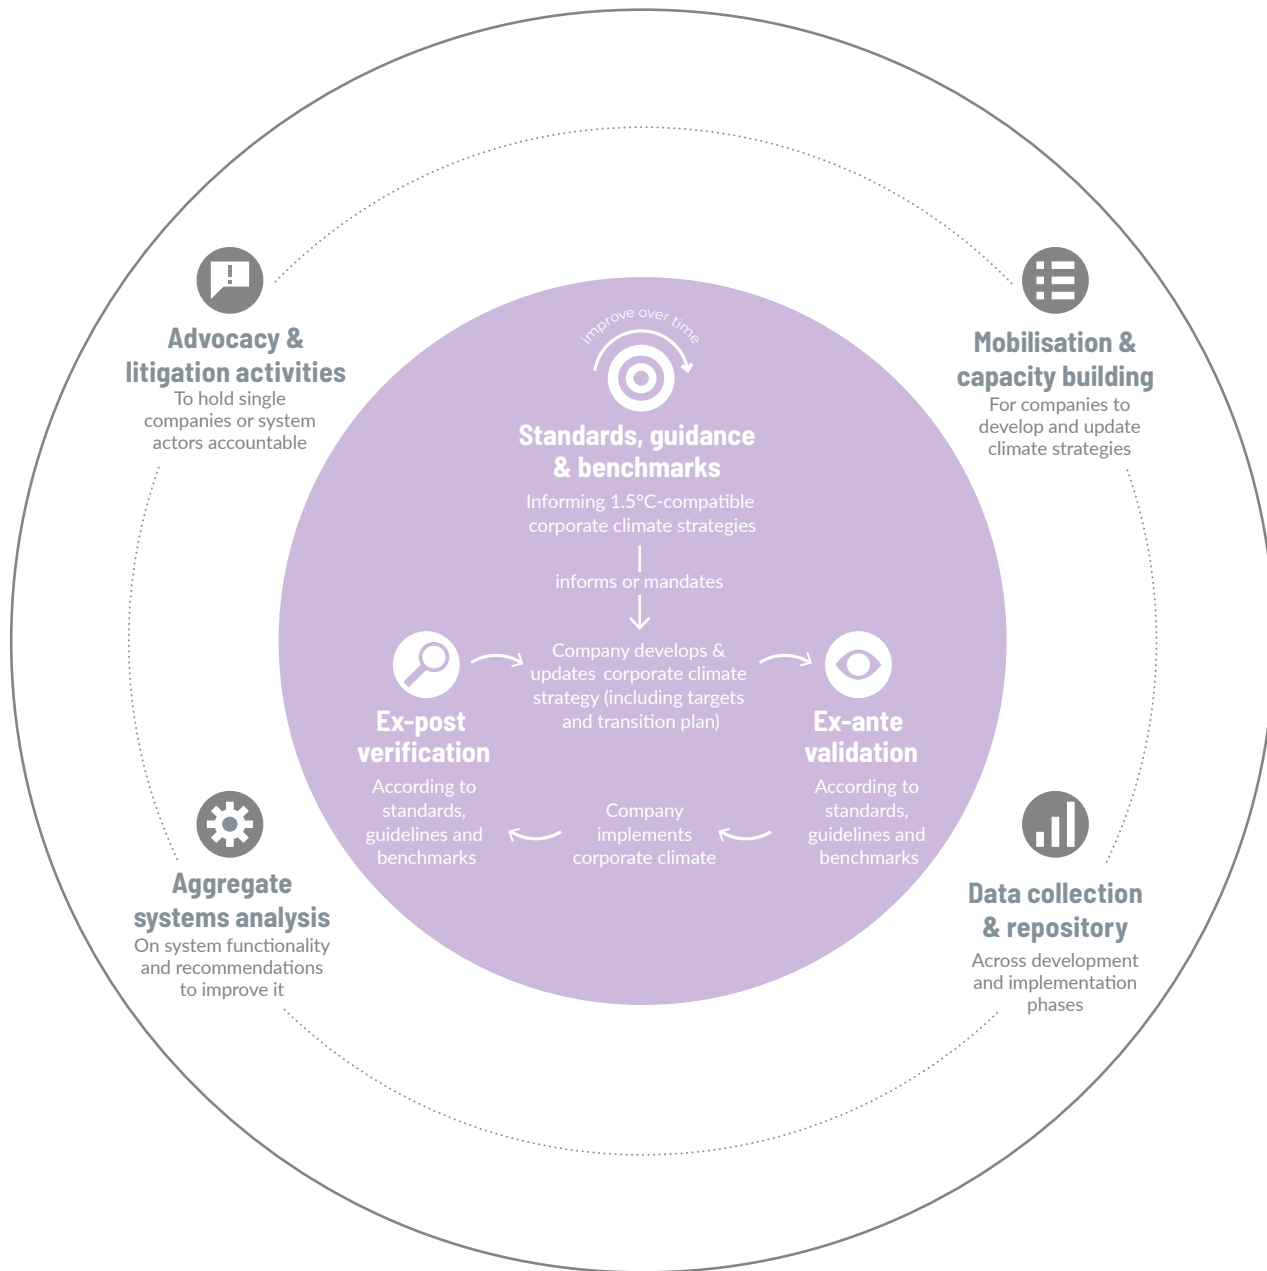 Advocacy &
litigation activities
To hold single
companies or system
actors accountable
Mobilisation &
capacity building
For companies to
develop and update
climate strategies
improve over time
Standards, guidance
& benchmarks
Informing 1.5°C-compatible
corporate climate strategies
informs or mandates
Company develops &
updates corporate climate
strategy (including targets
and transition plan)
Ex-post
verification
According to
standards,
guidelines and
benchmarks
Ex-ante
validation
According to
standards,
guidelines and
benchmarks
Company
implements
corporate climate
Aggregate
systems analysis
On system functionality
and recommendations
to improve it
Data collection
& repository
Across development
and implementation
phases